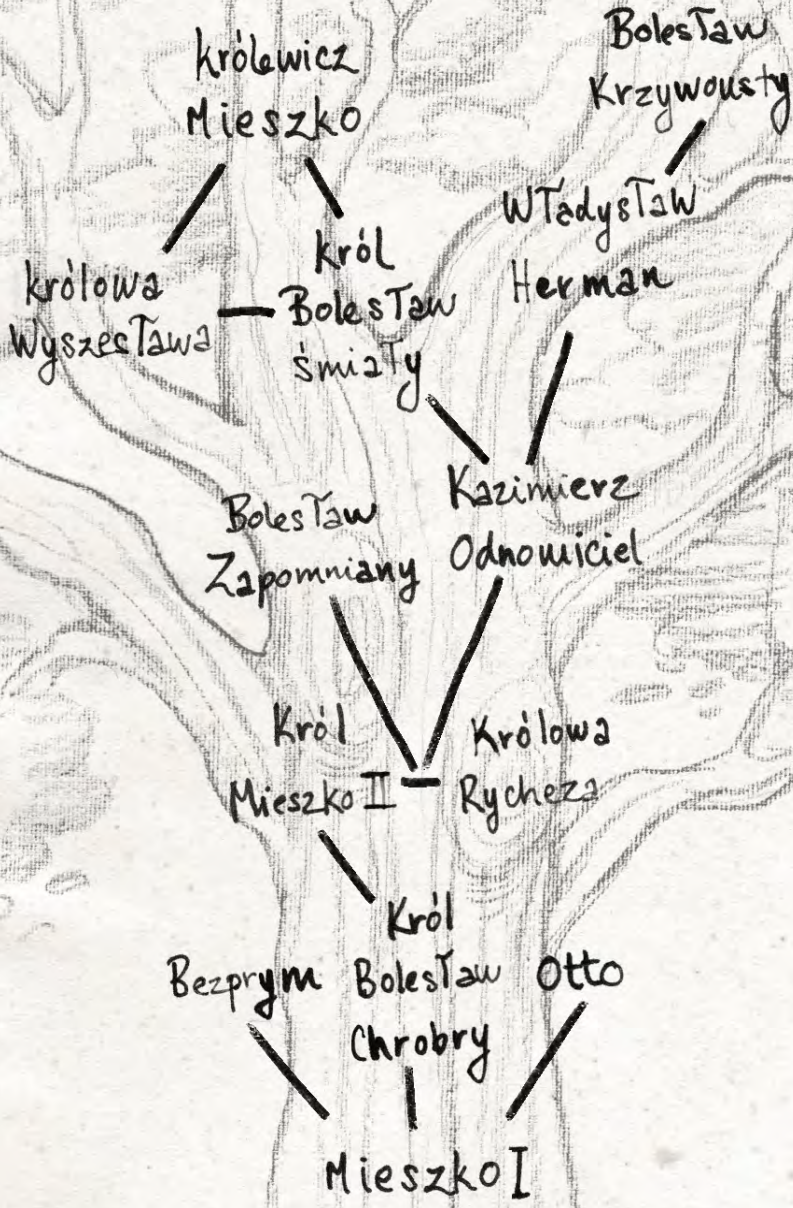 królewicz
Mieszko
Bolesław
Krzywousty
Władysław
Herman
królowa
Wyszesława
król
Bolesław
śmiały
Bolesław
Zapomniany
Kazimierz
Odnowiciel
Król
Mieszko II
Królowa
Rycheza
Bezprym
Król
Bolesław
Chrobry
Otto
Mieszko I